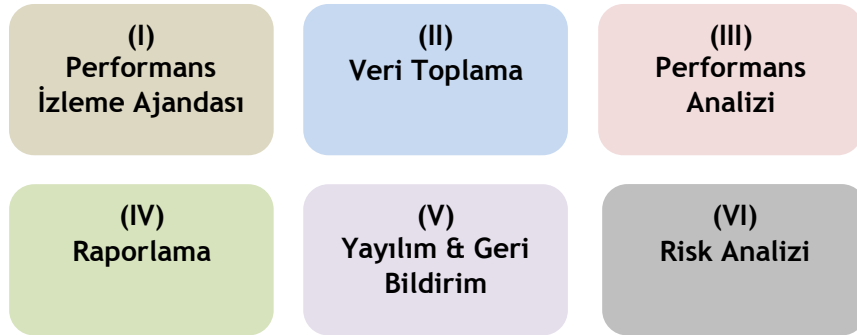 (I)
Performans
İzleme Ajandası
(II)
Veri Toplama
(III)
Performans
Analizi
(IV)
Raporlama
(V)
Yayılım & Geri
Bildirim
(VI)
Risk Analizi